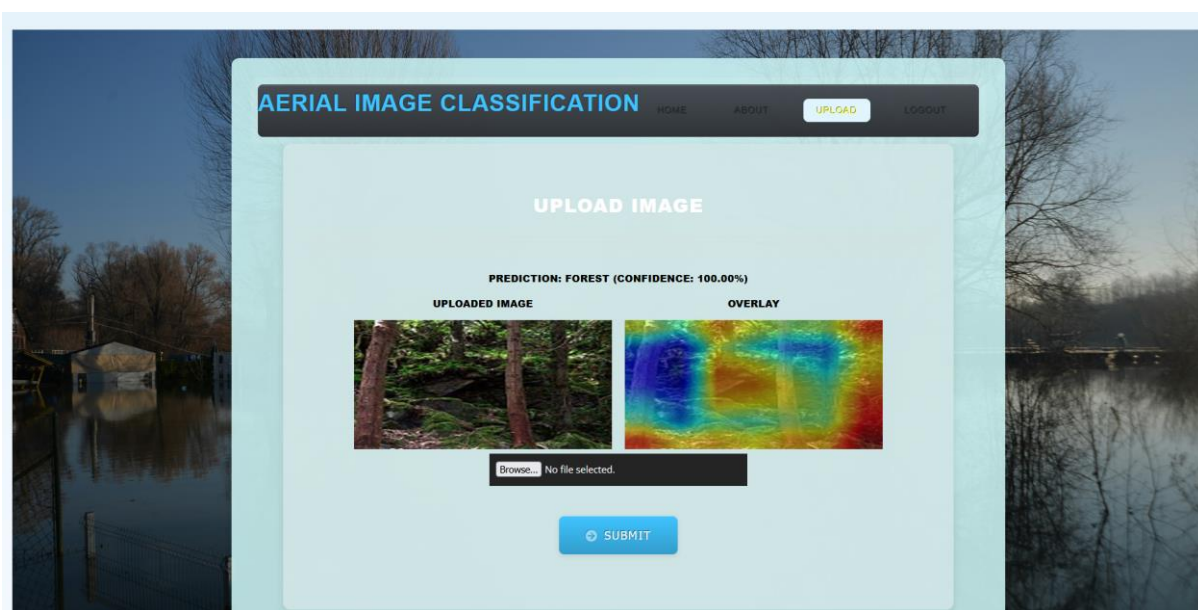 AERIAL IMAGE CLASSIFICATION HOME ABOUT UPLOAD LOGOUT
UPLOAD IMAGE
PREDICTION: FOREST (CONFIDENCE: 100.00%)
UPLOADED IMAGE OVERLAY
Browse... No file selected.
SUBMIT